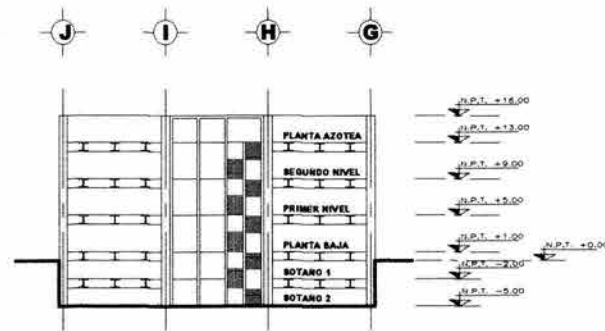 J I H G
N.P.T. +16.00
PLANTA AZOTEA
N.P.T. +13.00
SEGUNDO NIVEL
N.P.T. +9.00
PRIMER NIVEL
N.P.T. +5.00
PLANTA BAJA
N.P.T. +1.00
N.P.T. +0.00
SOTANO 1
N.P.T. -2.00
SOTANO 2
N.P.T. -5.00